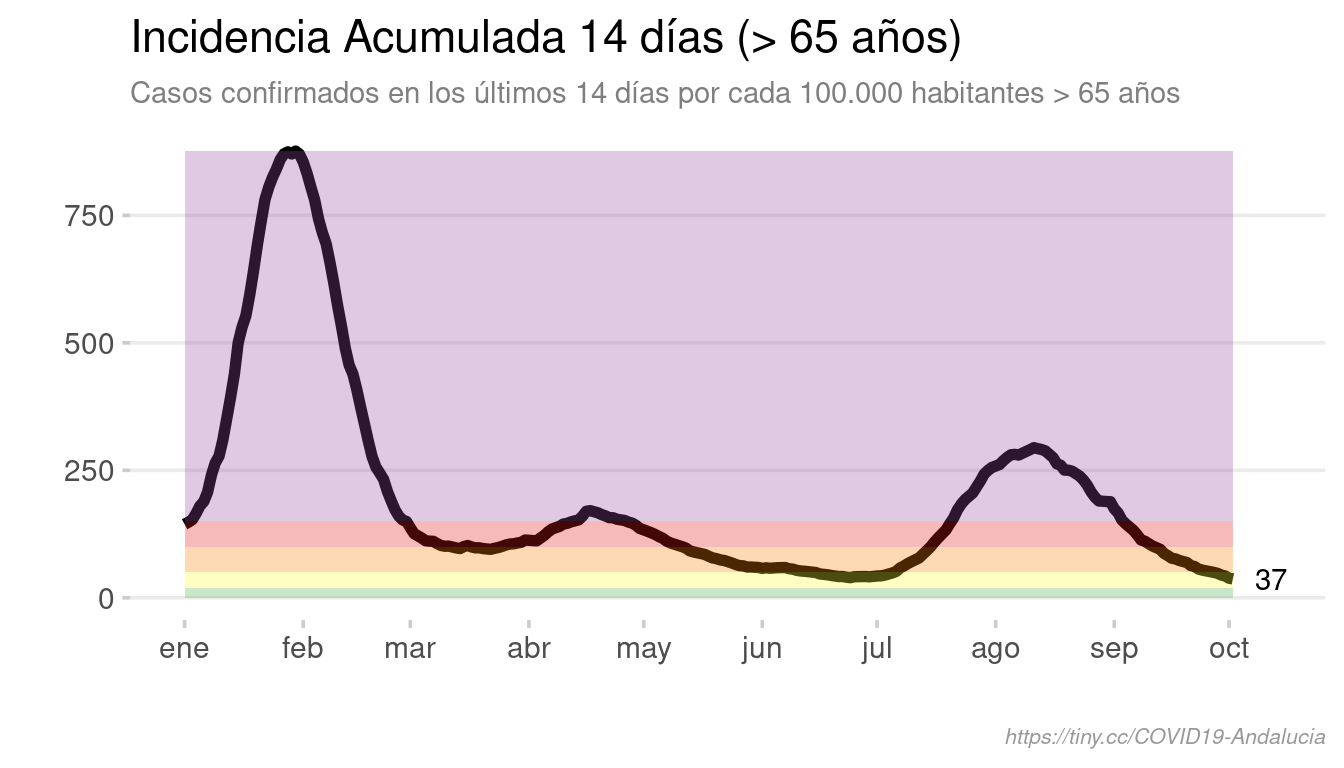 Incidencia Acumulada 14 días (> 65 años)
Casos confirmados en los últimos 14 días por cada 100.000 habitantes > 65 años
750
500
250
0
37
ene feb mar abr may jun jul ago sep oct
https://tiny.cc/COVID19-Andalucia